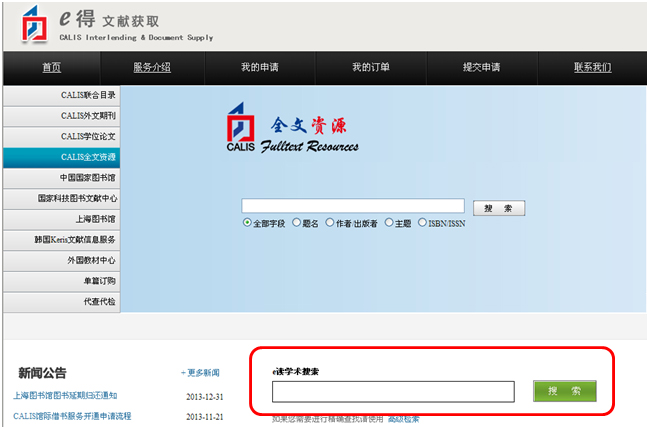 e得 文献获取
CALIS Interlending & Document Supply
首页 服务介绍 我的申请 我的订单 提交申请 联系我们
CALIS联合目录
CALIS外文期刊
CALIS学位论文
CALIS全文资源
中国国家图书馆
国家科技图书文献中心
上海图书馆
韩国Keris文献信息服务
外国教材中心
单篇订购
代查代检
全文资源
CALIS Fulltext Resources
搜 索
全部字段 题名 作者/出版者 主题 ISBN/ISSN
新闻公告 +更多新闻
上海图书馆图书延期归还通知 2013-12-31
CALIS馆际借书服务开通申请流程 2013-11-21
e读学术搜索
搜 索
如果您需要进行精确查找请使用 高级检索